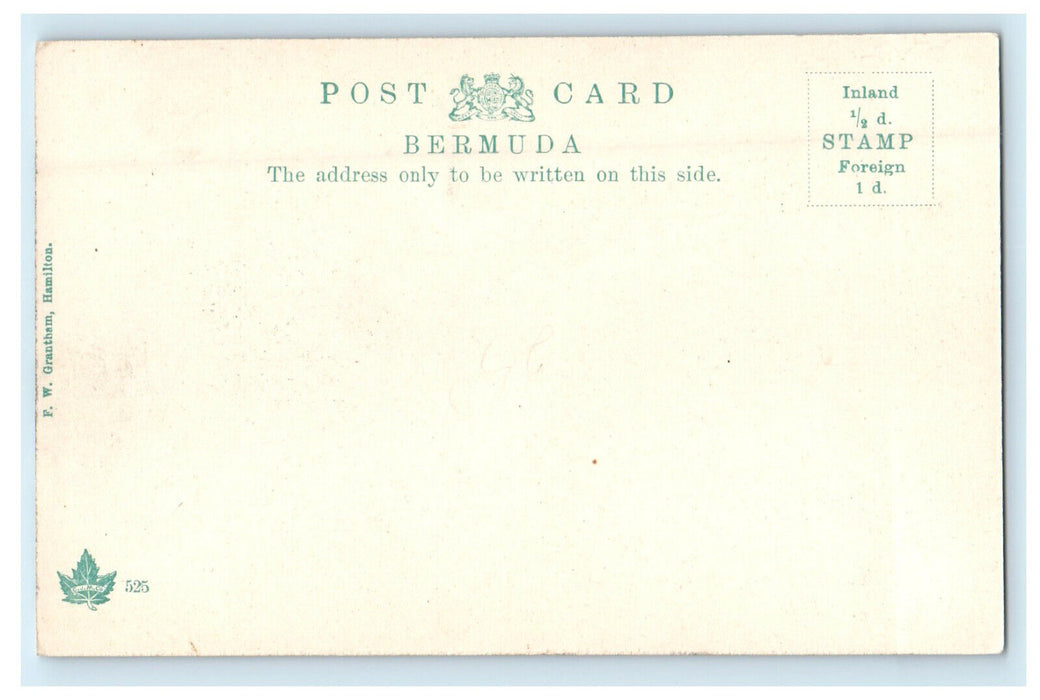 POST CARD
BERMUDA
The address only to be written on this side.
Inland
1/2 d.
STAMP
Foreign
1 d.
F. W. Grantham, Hamilton.
525